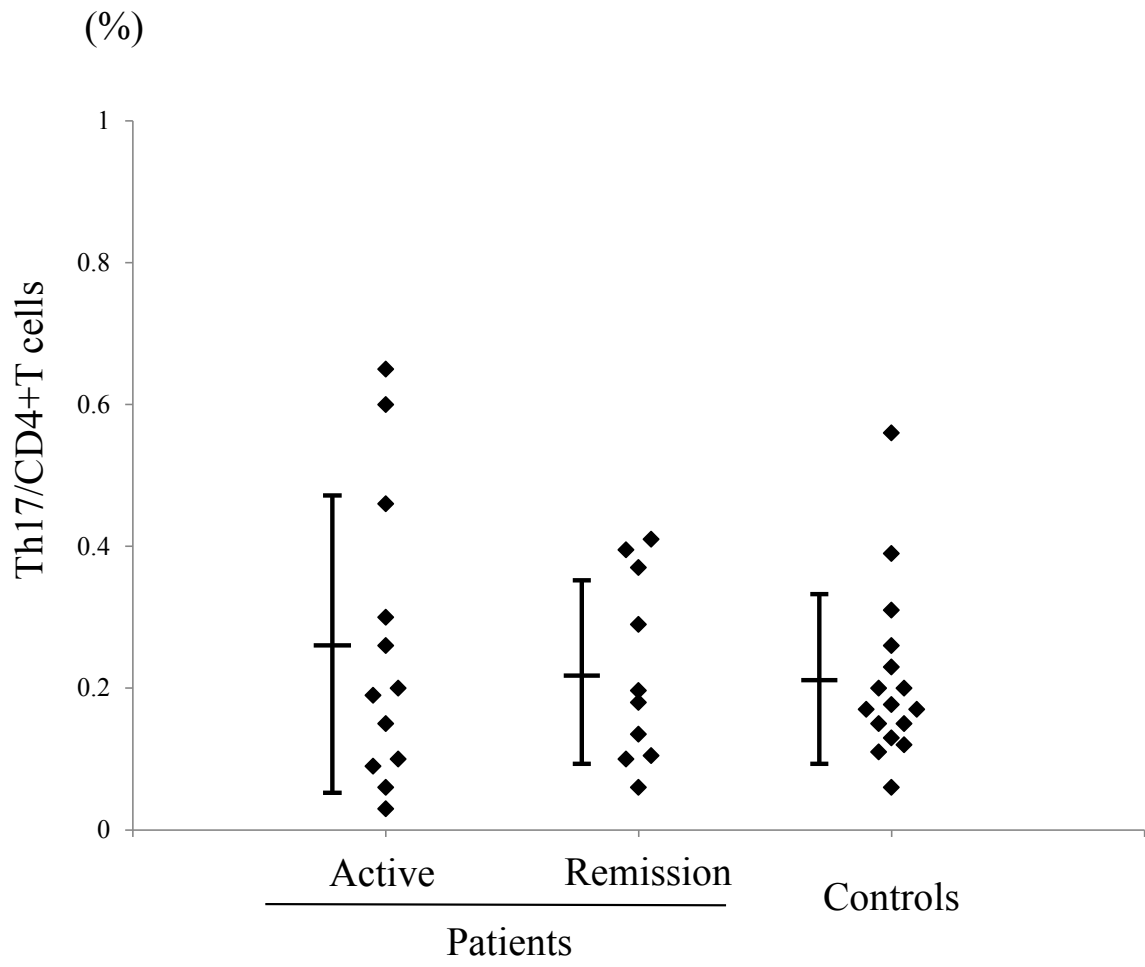 (%)
1
0.8
0.6
0.4
0.2
0
Th17/CD4+T cells
Active
Remission
Controls
Patients